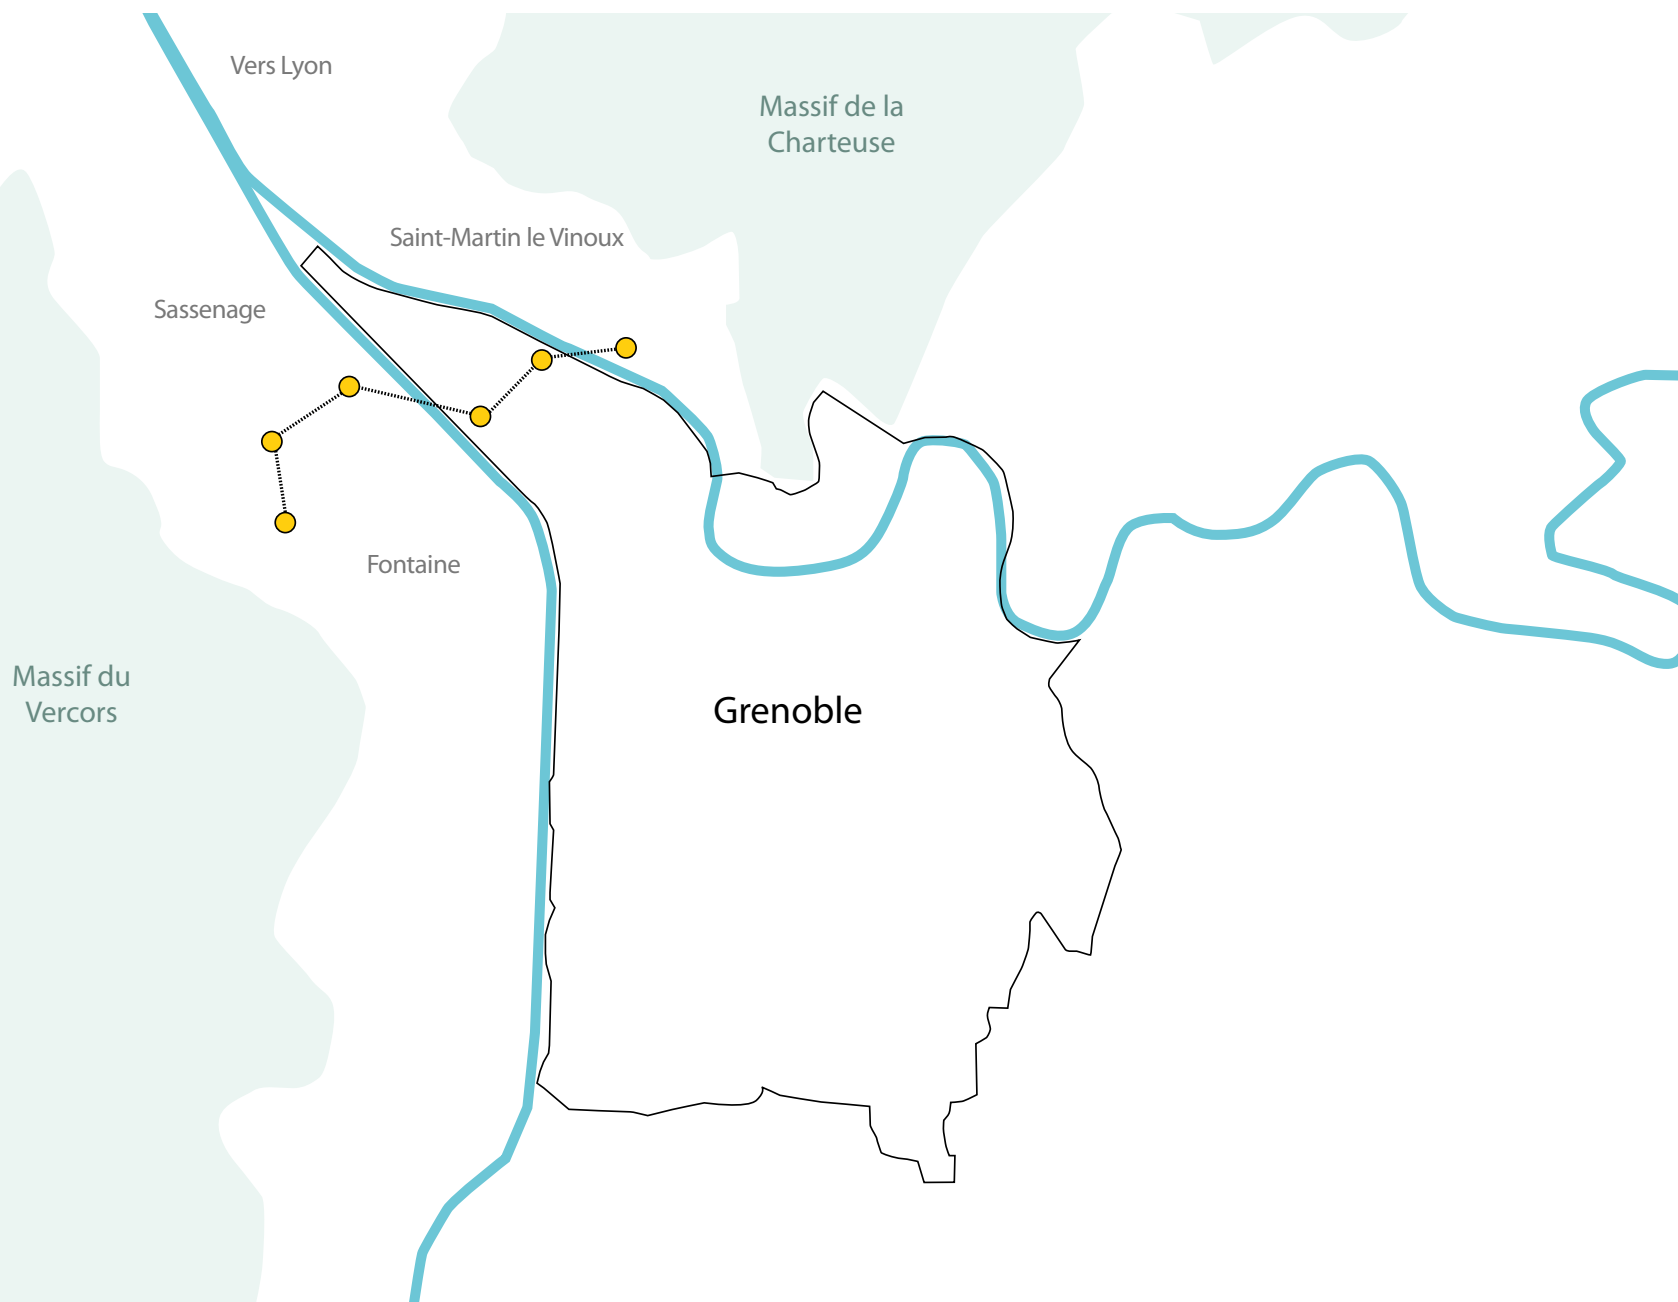 Vers Lyon
Massif de la
Charteuse
Saint-Martin le Vinoux
Sassenage
Fontaine
Massif du
Vercors
Grenoble